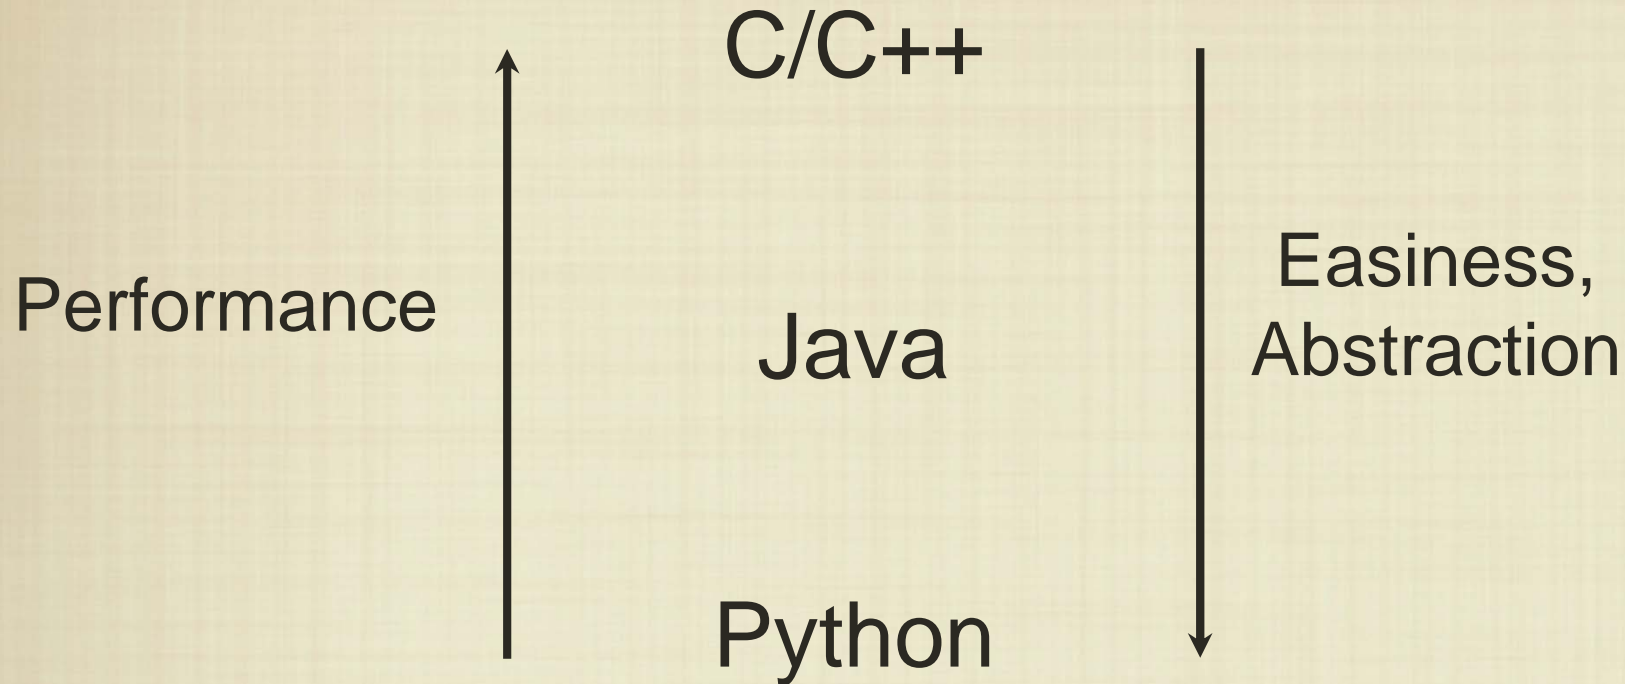 C/C++
Performance
Java
Easiness,
Abstraction
Python